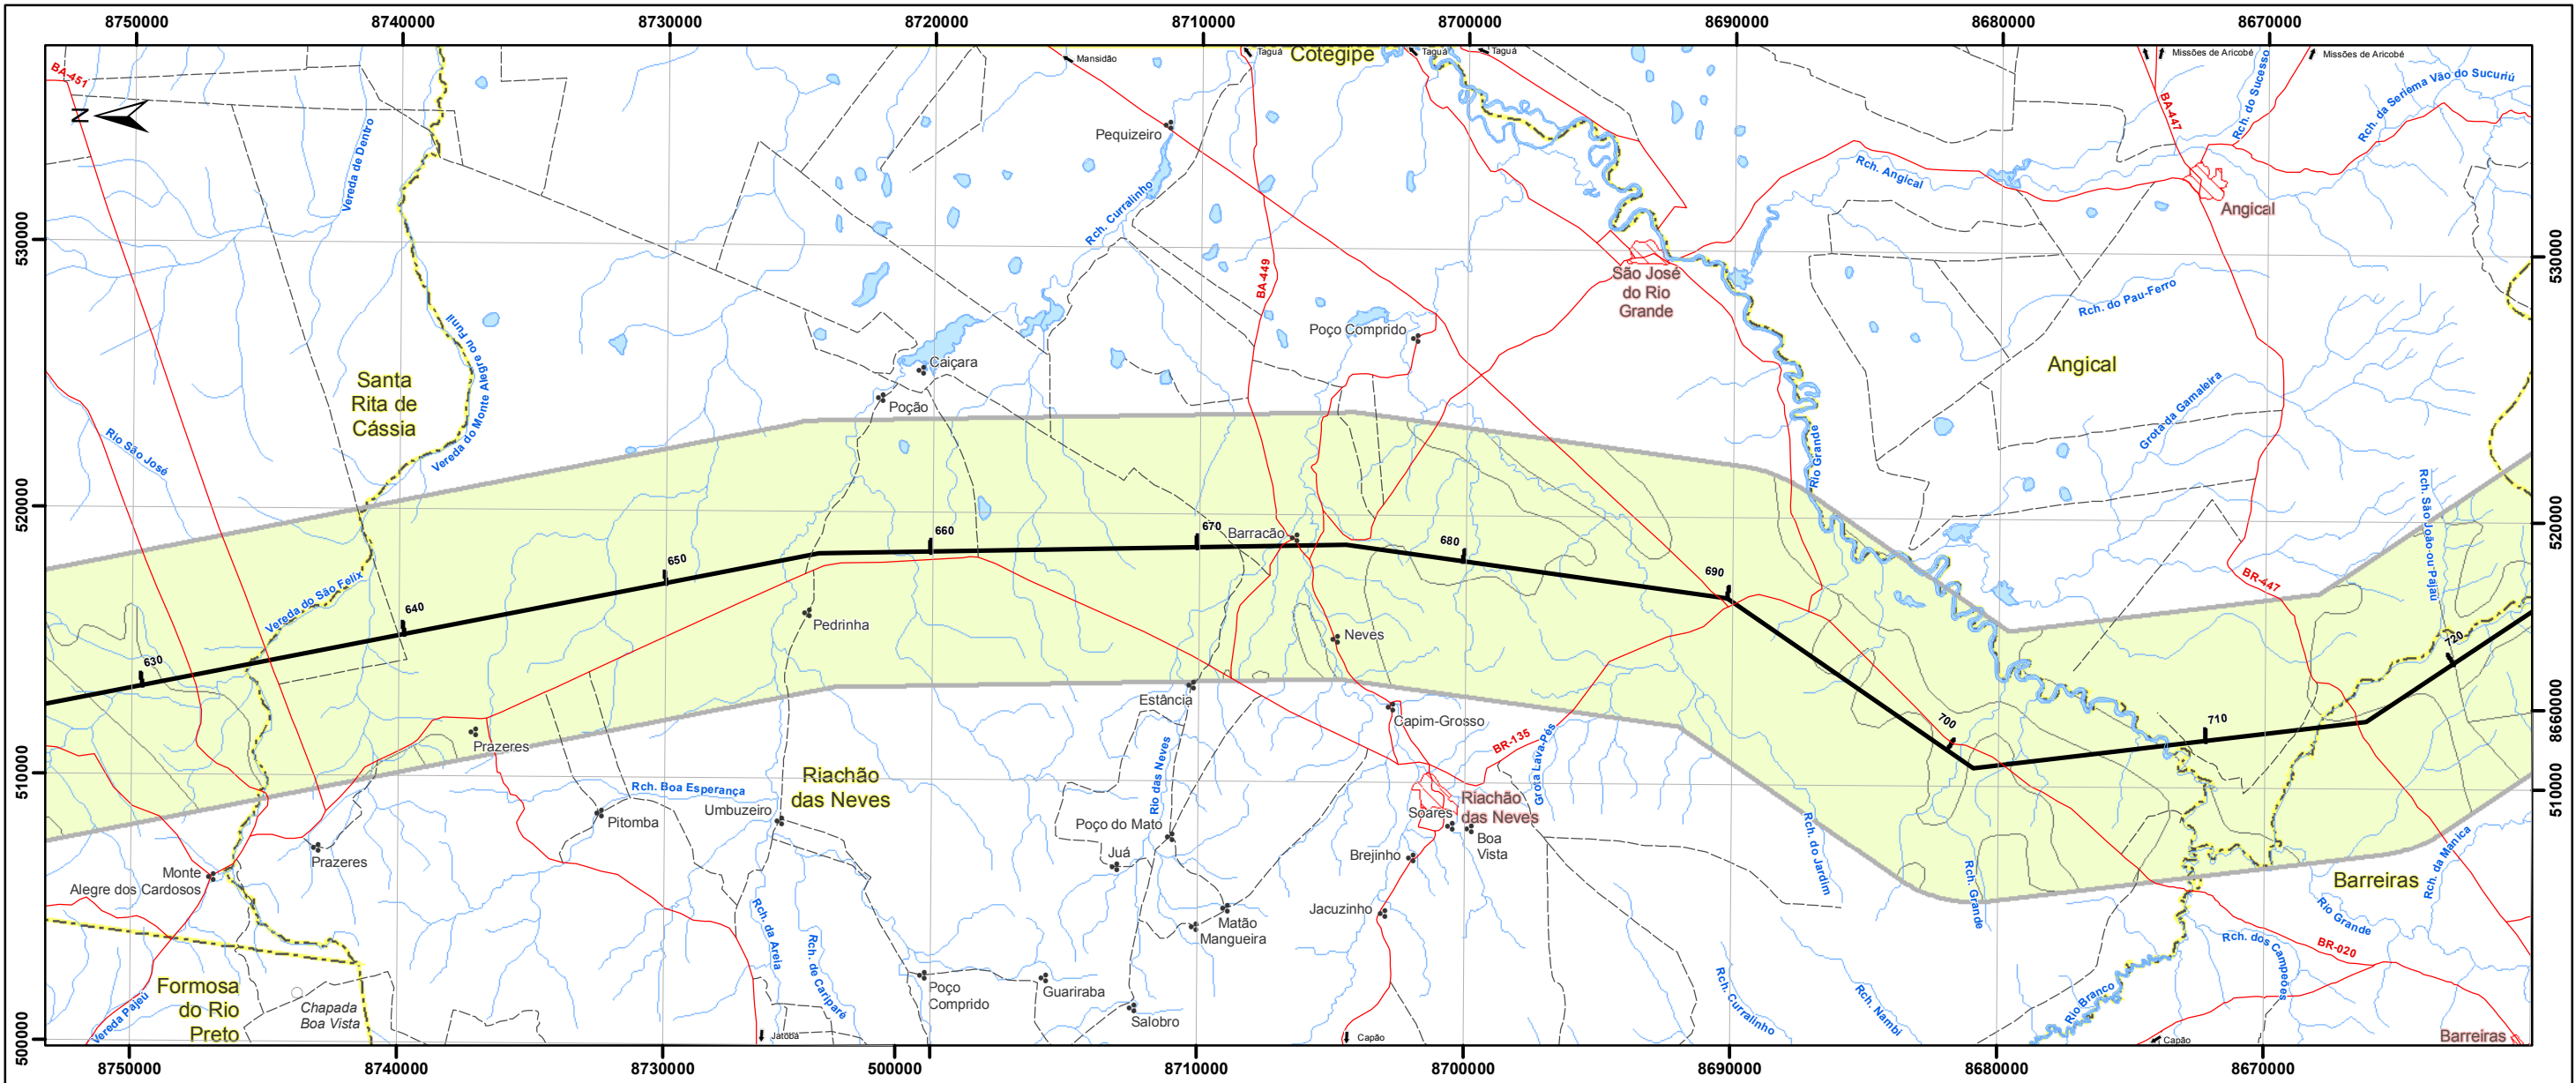 8750000 8740000 8730000 8720000 8710000 8700000 8690000 8680000 8670000
BA-451
Mansidão
Taguá
Cotegipe
Taguá
Taguá
Missões de Aricobé
Missões de Aricobé
N
Vereda de Dentro
Pequizeiro
BA-447
Rch. do Sucesso
Rch. da Seriema Vão do Sucuriú
Rch. Curralinho
Rch. Angical
Angical
530000
530000
BA-449
São José
do Rio
Grande
Rch. do Pau-Ferro
Vereda do Monte Alegre ou Funil
Poço Comprido
Caiçara
Angical
Santa
Rita de
Cássia
Poção
Grota da Gamaleira
Rio São José
Rio Grande
Rch. São João ou Pajaú
520000
520000
660
670
Barracão
680
650
690
BR-447
Vereda do São Felix
640
Pedrinha
Neves
720
630
Estância
Capim-Grosso
710
700
8660000
Prazeres
BR-135
Grota Lava-Pés
Rio das Neves
510000
510000
Riachão
das Neves
Rch. Boa Esperança
Umbuzeiro
Pitomba
Poço do Mato
Soares
Riachão
das Neves
Boa
Vista
Rch. do Jardim
Juá
Brejinho
Prazeres
Monte
Alegre dos Cardosos
Rch. Grande
Barreiras
Rch. da Manica
Jacuzinho
Matão
Mangueira
Rch. da Areia
Rch. de Cariparé
Rio Grande
Rch. dos Campeões
BR-020
Formosa
do Rio
Preto
Chapada
Boa Vista
Vereda Pajeú
Poço
Comprido
Guariraba
Salobro
Rch. Curralinho
Rch. Nambi
Rio Branco
Jatobá
Capão
Capão
Barreiras
500000
8750000 8740000 8730000 500000 8710000 8700000 8690000 8680000 8670000